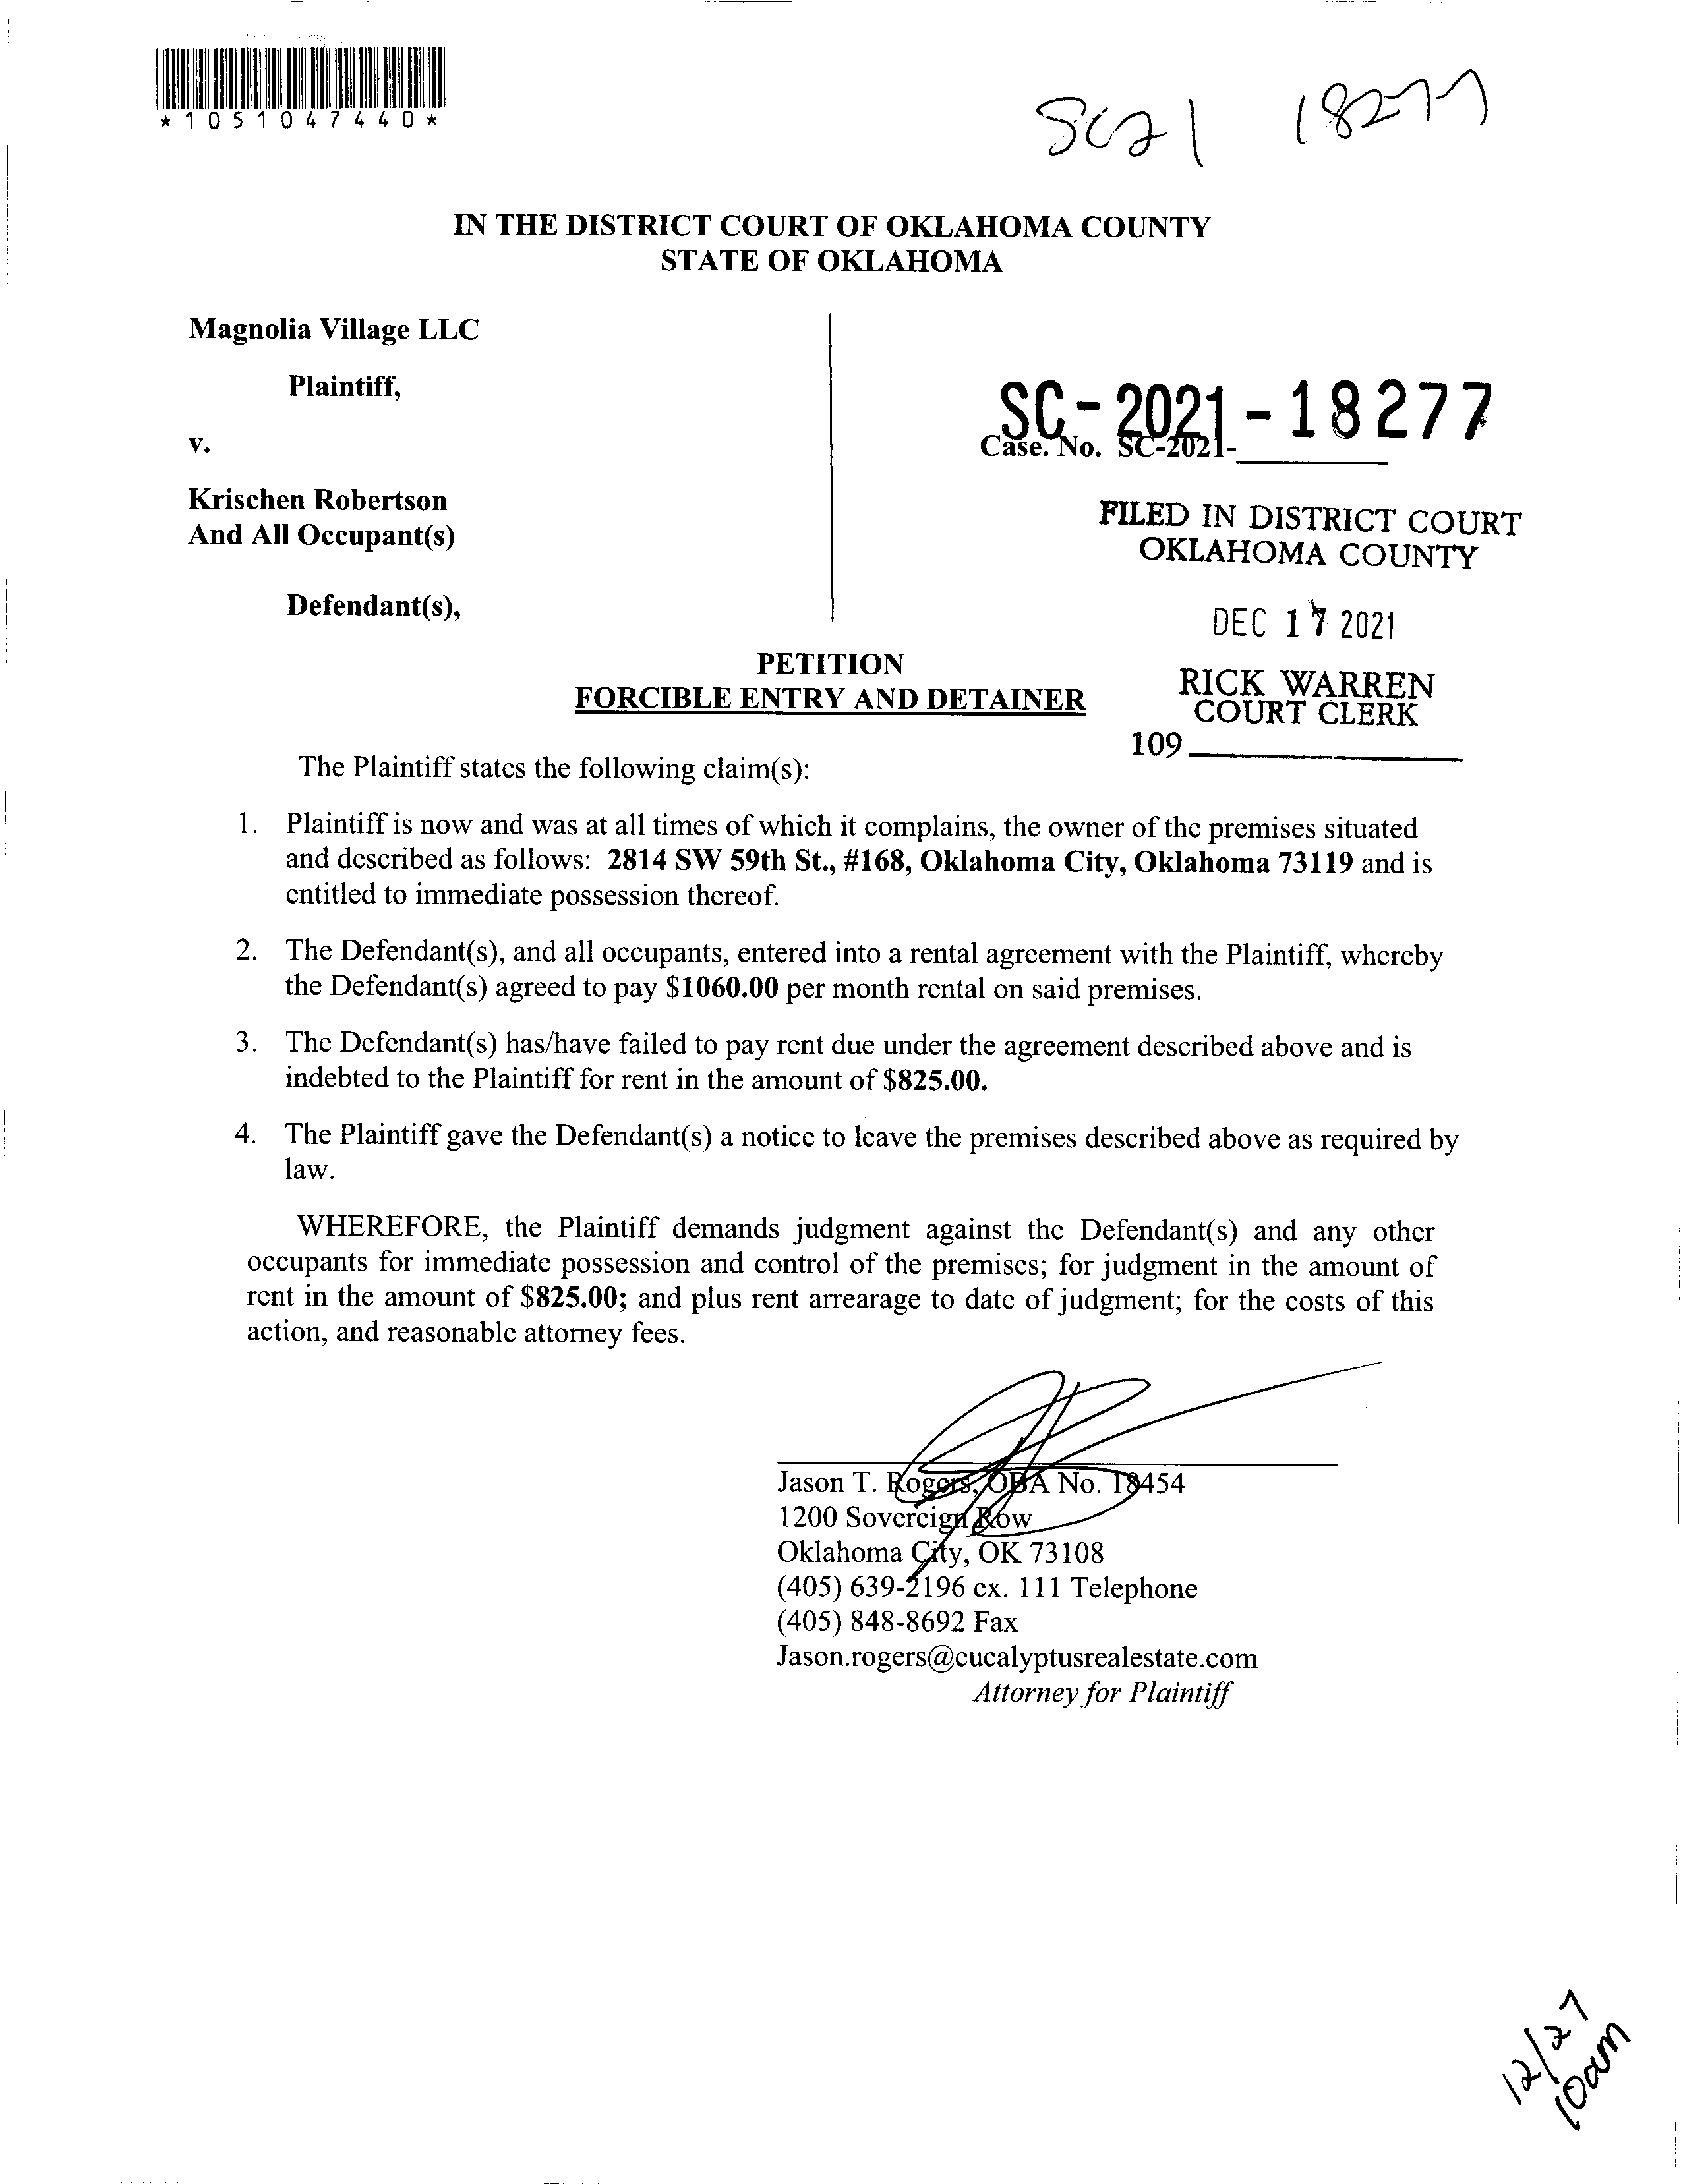 *1051047440*
SC21 18277
IN THE DISTRICT COURT OF OKLAHOMA COUNTY
STATE OF OKLAHOMA
Magnolia Village LLC
Plaintiff,
v.
Krischen Robertson
And All Occupant(s)
Defendant(s),
SC-2021-18277
Case. No. SC-2021-
FILED IN DISTRICT COURT
OKLAHOMA COUNTY
DEC 17 2021
RICK WARREN
COURT CLERK
109
PETITION
FORCIBLE ENTRY AND DETAINER
The Plaintiff states the following claim(s):
1. Plaintiff is now and was at all times of which it complains, the owner of the premises situated
and described as follows: 2814 SW 59th St., #168, Oklahoma City, Oklahoma 73119 and is
entitled to immediate possession thereof.
2. The Defendant(s), and all occupants, entered into a rental agreement with the Plaintiff, whereby
the Defendant(s) agreed to pay $1060.00 per month rental on said premises.
3. The Defendant(s) has/have failed to pay rent due under the agreement described above and is
indebted to the Plaintiff for rent in the amount of $825.00.
4. The Plaintiff gave the Defendant(s) a notice to leave the premises described above as required by
law.
WHEREFORE, the Plaintiff demands judgment against the Defendant(s) and any other
occupants for immediate possession and control of the premises; for judgment in the amount of
rent in the amount of $825.00; and plus rent arrearage to date of judgment; for the costs of this
action, and reasonable attorney fees.
Jason T. Rogers, OBA No. 18454
1200 Sovereign Row
Oklahoma City, OK 73108
(405) 639-2196 ex. 111 Telephone
(405) 848-8692 Fax
Jason.rogers@eucalyptusrealestate.com
Attorney for Plaintiff
12/27
10am